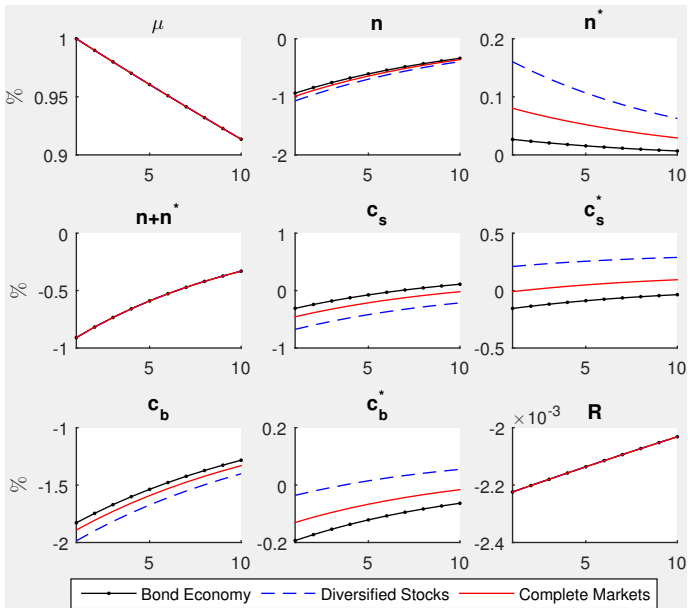 μ n n*
1 0 0.2
% 0.95 -1 0.1
0.9 -2 0
5 10 5 10 5 10
n+n* c_s c_s*
0 1 0.5
% -0.5 0 0
-1 -1 -0.5
5 10 5 10 5 10
c_b c_b* R
-1 0.2 -2 ×10^-3
% -1.5 0 -2.2
-2 -0.2 -2.4
5 10 5 10 5 10
Bond Economy Diversified Stocks Complete Markets